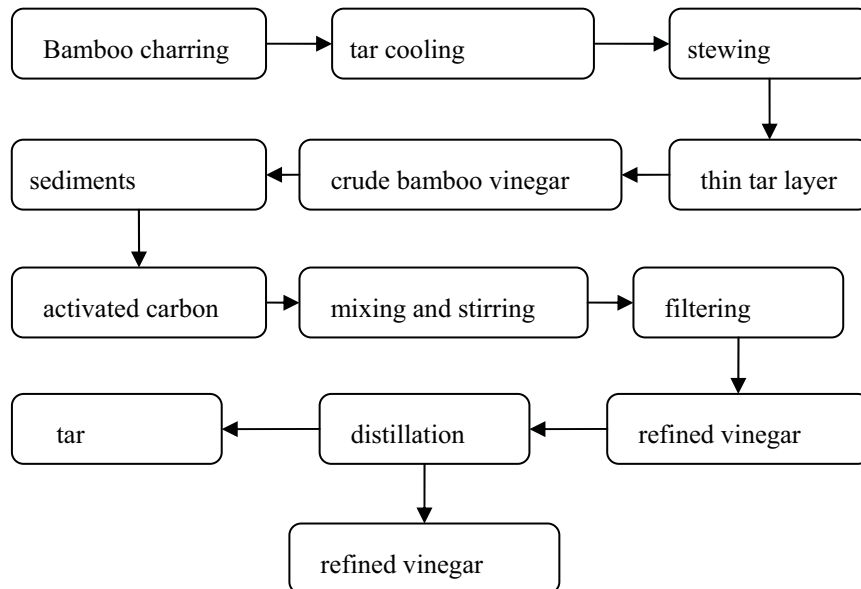 Bamboo charring
tar cooling
stewing
sediments
crude bamboo vinegar
thin tar layer
activated carbon
mixing and stirring
filtering
tar
distillation
refined vinegar
refined vinegar